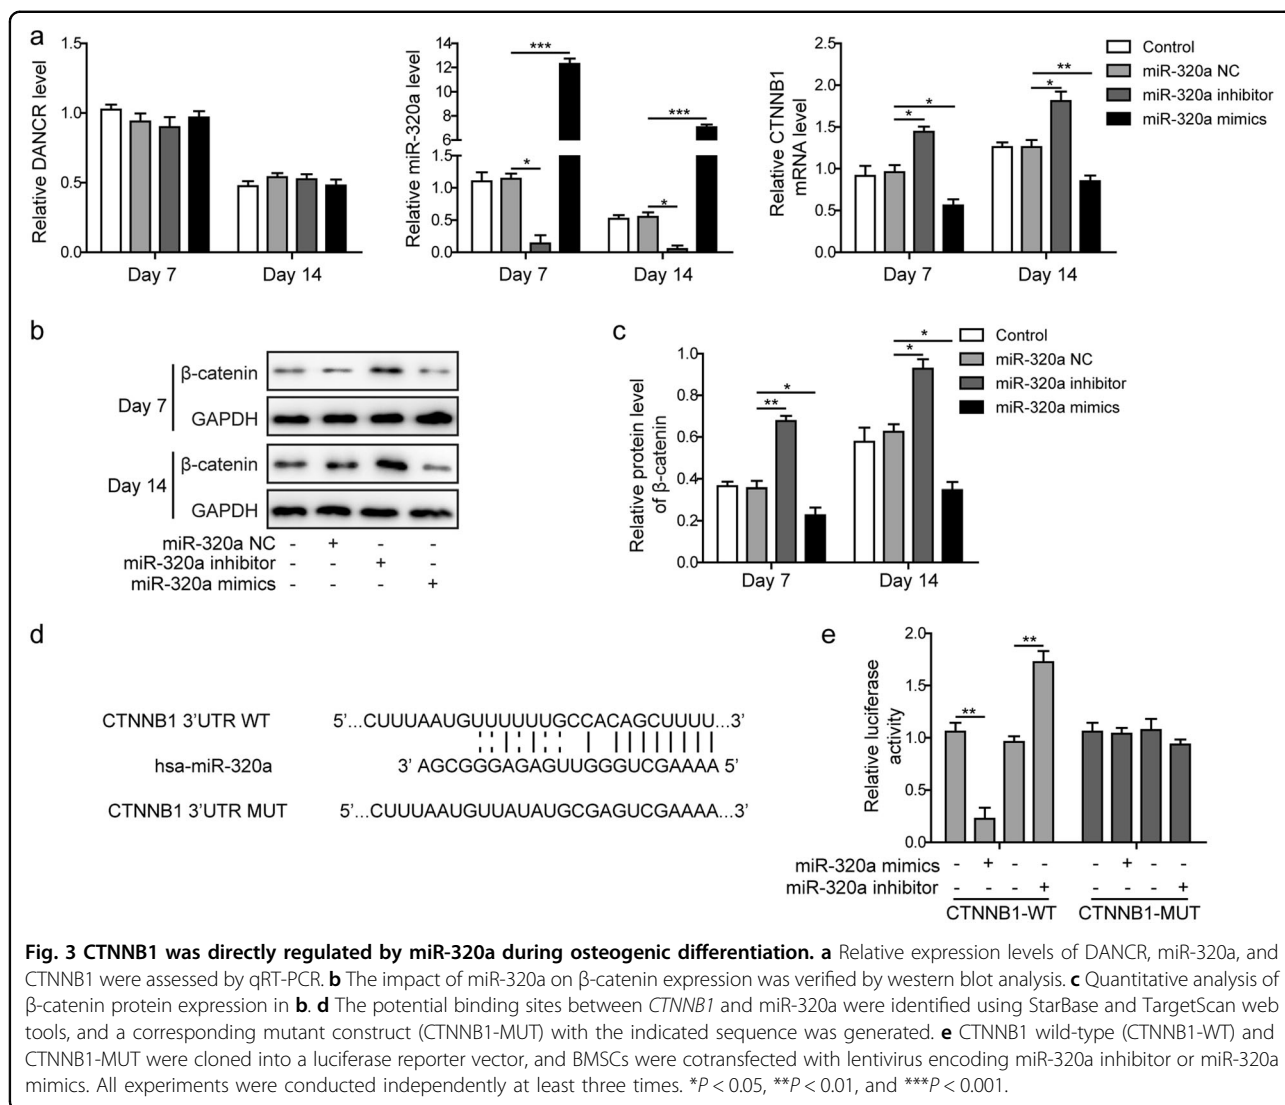 a
1.5
1.0
0.5
0.0
Relative DANCR level
Day 7
Day 14
14
12
10
8
6
1.5
1.0
0.5
0.0
Relative miR-320a level
***
*
***
*
Day 7
Day 14
2.5
2.0
1.5
1.0
0.5
0.0
Relative CTNNB1
mRNA level
*
*
**
*
Day 7
Day 14
Control
miR-320a NC
miR-320a inhibitor
miR-320a mimics
b
Day 7
β-catenin
GAPDH
Day 14
β-catenin
GAPDH
miR-320a NC - + - -
miR-320a inhibitor - - + -
miR-320a mimics - - - +
c
1.0
0.8
0.6
0.4
0.2
0.0
Relative protein level
of β-catenin
*
**
*
*
Day 7
Day 14
Control
miR-320a NC
miR-320a inhibitor
miR-320a mimics
d
CTNNB1 3'UTR WT 5'...CUUUAAUGUUUUUUGCCACAGCUUUU...3'
hsa-miR-320a 3' AGCGGGAGAGUUGGGUCGAAAA 5'
CTNNB1 3'UTR MUT 5'...CUUUAAUGUUAUAUGCGAGUCGAAAA...3'
e
2.0
1.5
1.0
0.5
0.0
Relative luciferase
activity
**
**
miR-320a mimics - + - - - + - -
miR-320a inhibitor - - - + - - - +
CTNNB1-WT CTNNB1-MUT
Fig. 3 CTNNB1 was directly regulated by miR-320a during osteogenic differentiation. a Relative expression levels of DANCR, miR-320a, and
CTNNB1 were assessed by qRT-PCR. b The impact of miR-320a on β-catenin expression was verified by western blot analysis. c Quantitative analysis of
β-catenin protein expression in b. d The potential binding sites between CTNNB1 and miR-320a were identified using StarBase and TargetScan web
tools, and a corresponding mutant construct (CTNNB1-MUT) with the indicated sequence was generated. e CTNNB1 wild-type (CTNNB1-WT) and
CTNNB1-MUT were cloned into a luciferase reporter vector, and BMSCs were cotransfected with lentivirus encoding miR-320a inhibitor or miR-320a
mimics. All experiments were conducted independently at least three times. *P < 0.05, **P < 0.01, and ***P < 0.001.